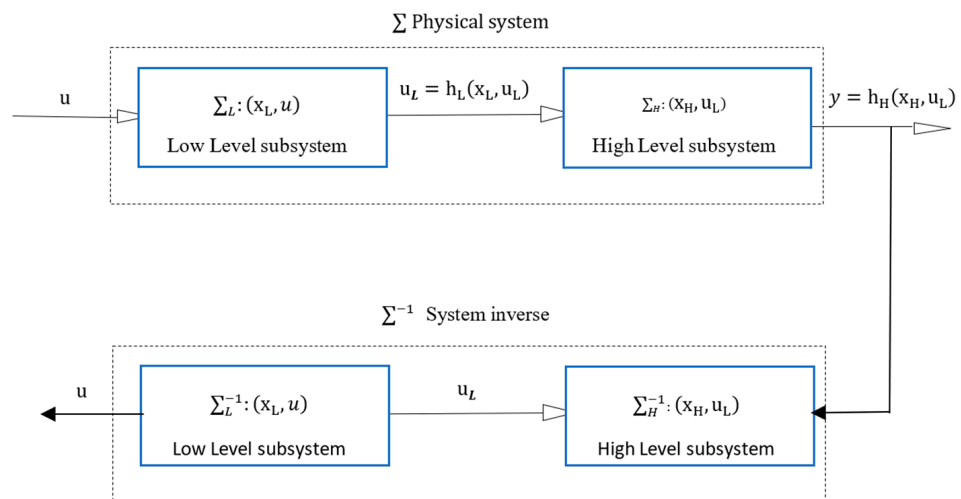 ∑ Physical system
u
∑L: (xL, u)
Low Level subsystem
uL = hL(xL, uL)
∑H: (xH, uL)
High Level subsystem
y = hH(xH, uL)
∑−1 System inverse
u
∑L−1: (xL, u)
Low Level subsystem
uL
∑H−1: (xH, uL)
High Level subsystem